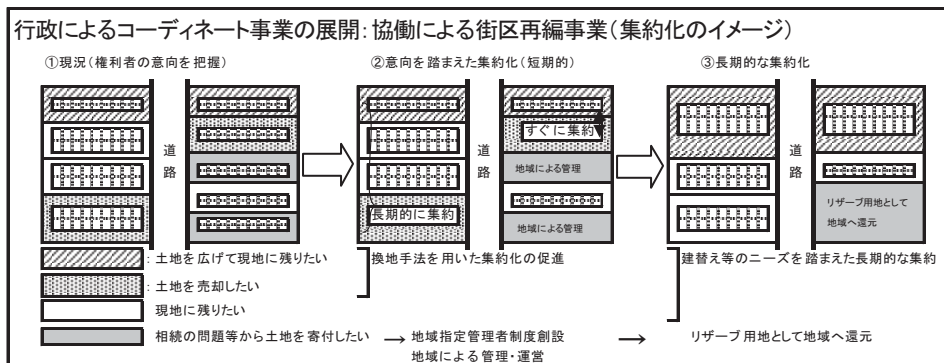 行政によるコーディネート事業の展開：協働による街区再編事業（集約化のイメージ）
①現況（権利者の意向を把握）
②意向を踏まえた集約化（短期的）
③長期的な集約化
道路
道路
すぐに集約
地域による管理
長期的に集約
地域による管理
道路
リザーブ用地として
地域へ還元
：土地を広げて現地に残りたい
：土地を売却したい
現地に残りたい
相続の問題等から土地を寄付したい
換地手法を用いた集約化の促進
建替え等のニーズを踏まえた長期的な集約
→ 地域指定管理者制度創設
地域による管理・運営
→ リザーブ用地として地域へ還元